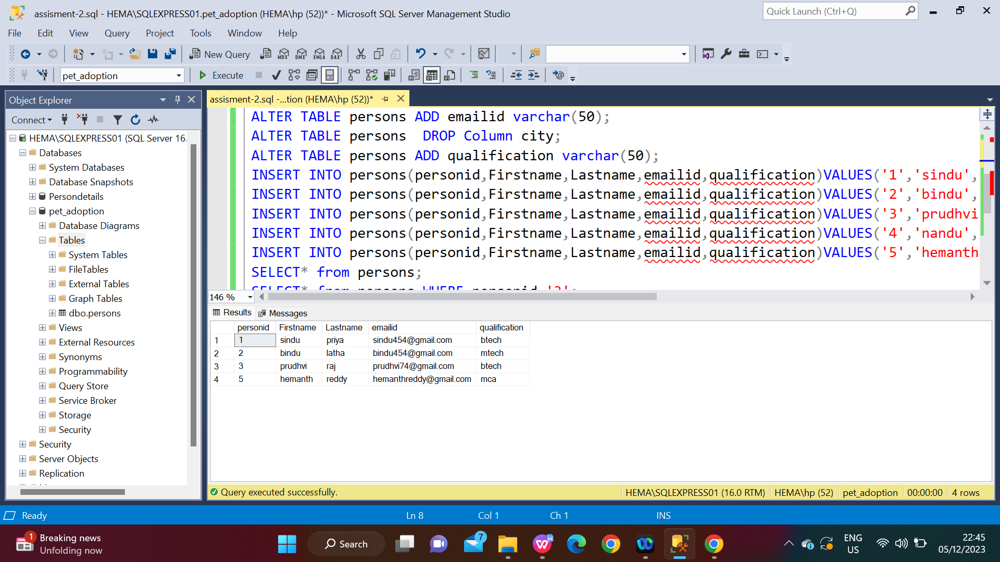 assisment-2.sql - HEMA\SQLEXPRESS01.pet_adoption (HEMA\hp (52))* - Microsoft SQL Server Management Studio
Quick Launch (Ctrl+Q)
File Edit View Query Project Tools Window Help
New Query MDX DMX XMLA DAX
pet_adoption Execute
Object Explorer
Connect
HEMA\SQLEXPRESS01 (SQL Server 16.
Databases
System Databases
Database Snapshots
Persondetails
pet_adoption
Database Diagrams
Tables
System Tables
FileTables
External Tables
Graph Tables
dbo.persons
Views
External Resources
Synonyms
Programmability
Query Store
Service Broker
Storage
Security
Security
Server Objects
Replication
assisment-2.sql -...tion (HEMA\hp (52))*
ALTER TABLE persons ADD emailid varchar(50);
ALTER TABLE persons  DROP Column city;
ALTER TABLE persons ADD qualification varchar(50);
INSERT INTO persons(personid,Firstname,Lastname,emailid,qualification)VALUES('1','sindu',
INSERT INTO persons(personid,Firstname,Lastname,emailid,qualification)VALUES('2','bindu',
INSERT INTO persons(personid,Firstname,Lastname,emailid,qualification)VALUES('3','prudhvi
INSERT INTO persons(personid,Firstname,Lastname,emailid,qualification)VALUES('4','nandu',
INSERT INTO persons(personid,Firstname,Lastname,emailid,qualification)VALUES('5','hemanth
SELECT* from persons;
SELECT* from persons WHERE personid
146 %
Results Messages
personid Firstname Lastname emailid qualification
1 1 sindu priya sindu454@gmail.com btech
2 2 bindu latha bindu454@gmail.com mtech
3 3 prudhvi raj prudhvi74@gmail.com btech
4 5 hemanth reddy hemanthreddy@gmail.com mca
Query executed successfully. HEMA\SQLEXPRESS01 (16.0 RTM) HEMA\hp (52) pet_adoption 00:00:00 4 rows
Ready Ln 8 Col 1 Ch 1 INS
1 Breaking news
Unfolding now
Search
7
ENG
US
22:45
05/12/2023